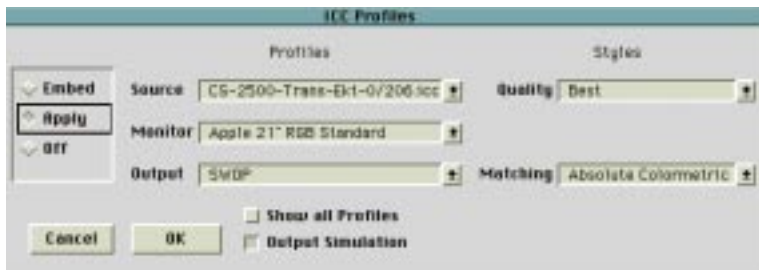 ICC Profiles
Profiles
Styles
Embed
Apply
Off
Source CS-2500-Trans-Ekt-0/206.icc
Monitor Apple 21" RGB Standard
Output SWOP
Quality Best
Matching Absolute Colormetric
Show all Profiles
Output Simulation
Cancel
OK